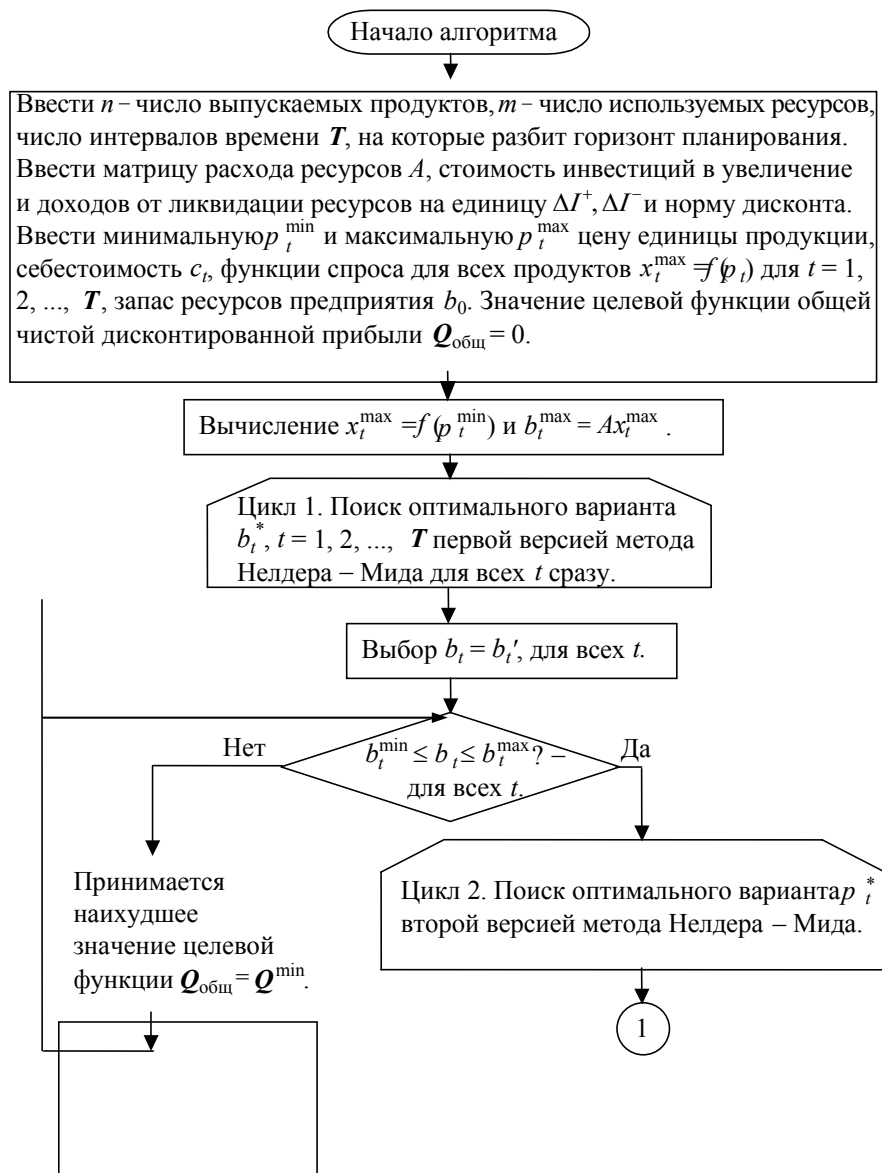 Начало алгоритма
Ввести n – число выпускаемых продуктов, m – число используемых ресурсов,
число интервалов времени T, на которые разбит горизонт планирования.
Ввести матрицу расхода ресурсов A, стоимость инвестиций в увеличение
и доходов от ликвидации ресурсов на единицу ΔI⁺, ΔI⁻ и норму дисконта.
Ввести минимальную p_t^min и максимальную p_t^max цену единицы продукции,
себестоимость c_t, функции спроса для всех продуктов x_t^max = f(p_t) для t = 1,
2, ..., T, запас ресурсов предприятия b_0. Значение целевой функции общей
чистой дисконтированной прибыли Q_общ = 0.
Вычисление x_t^max = f(p_t^min) и b_t^max = Ax_t^max .
Цикл 1. Поиск оптимального варианта
b_t^*, t = 1, 2, ..., T первой версией метода
Нелдера – Мида для всех t сразу.
Выбор b_t = b_t', для всех t.
Нет
b_t^min ≤ b_t ≤ b_t^max? –
для всех t.
Да
Принимается
наихудшее
значение целевой
функции Q_общ = Q^min.
Цикл 2. Поиск оптимального варианта p_t^*
второй версией метода Нелдера – Мида.
1